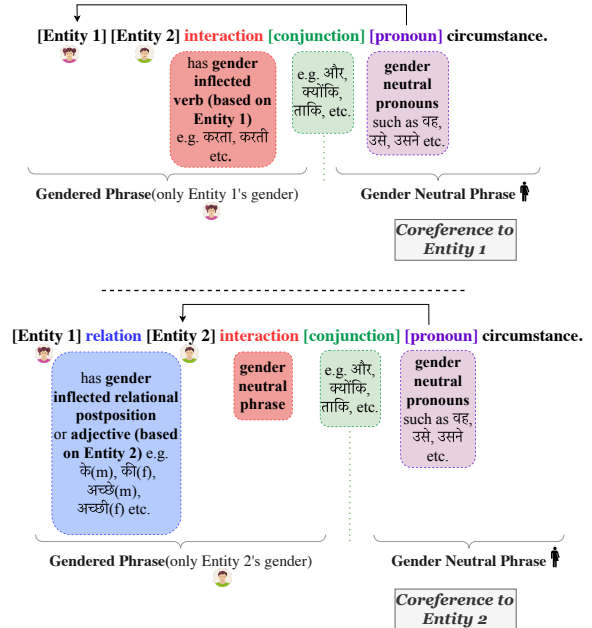 [Entity 1] [Entity 2] interaction [conjunction] [pronoun] circumstance.
has gender
inflected
verb (based on
Entity 1)
e.g. करता, करती
etc.
e.g. और,
क्योंकि,
ताकि, etc.
gender
neutral
pronouns
such as वह,
उसे, उसने etc.
Gendered Phrase(only Entity 1's gender)
Gender Neutral Phrase
Coreference to
Entity 1
[Entity 1] relation [Entity 2] interaction [conjunction] [pronoun] circumstance.
has gender
inflected relational
postposition
or adjective (based
on Entity 2) e.g.
के(m), की(f),
अच्छे(m),
अच्छी(f) etc.
gender
neutral
phrase
e.g. और,
क्योंकि,
ताकि, etc.
gender
neutral
pronouns
such as वह,
उसे, उसने
etc.
Gendered Phrase(only Entity 2's gender)
Gender Neutral Phrase
Coreference to
Entity 2